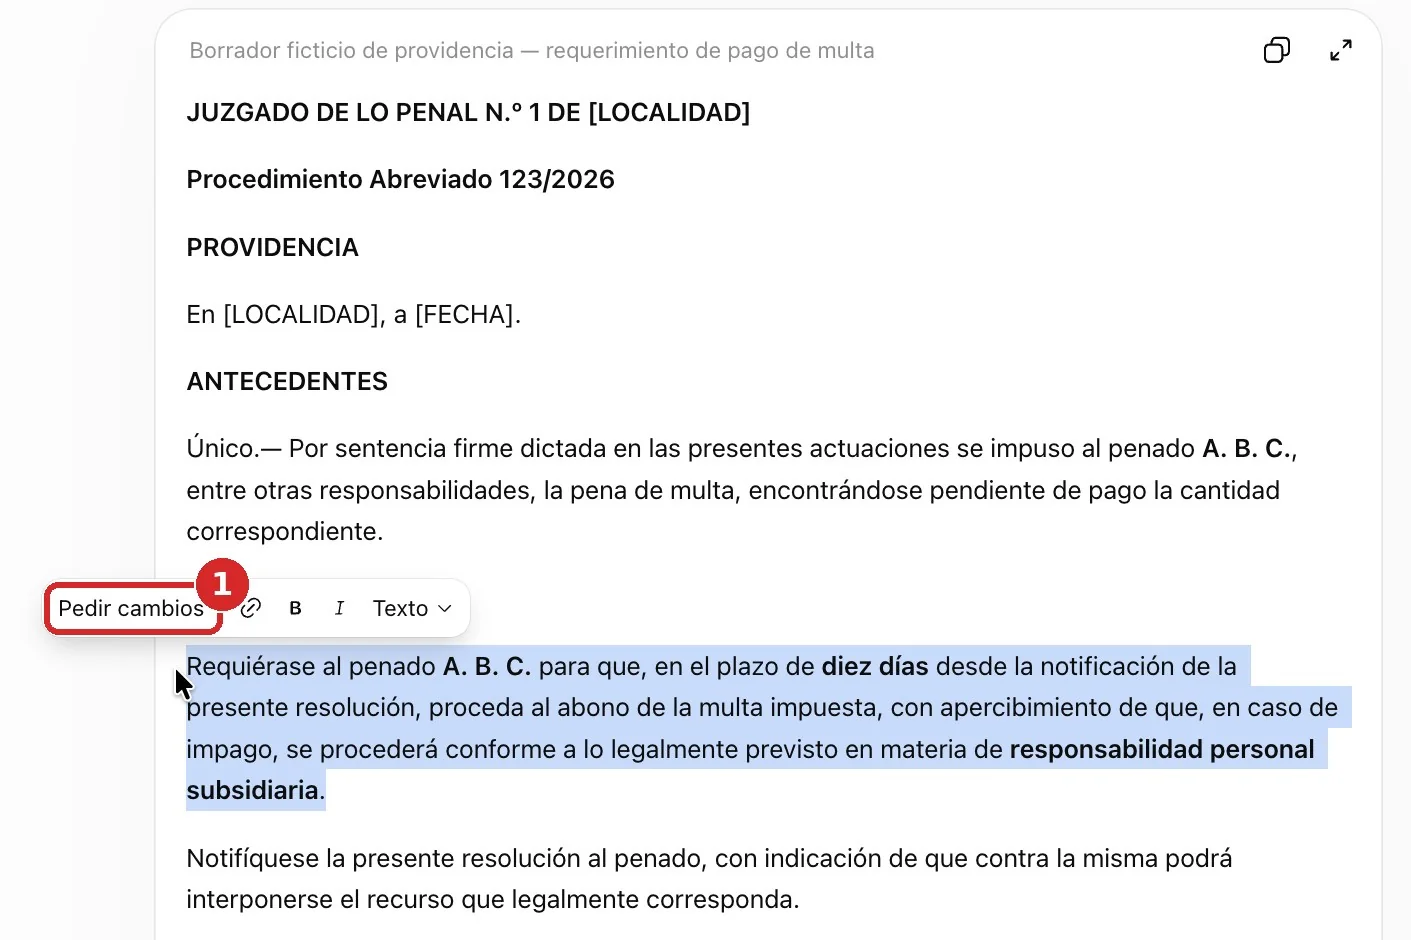 Borrador ficticio de providencia — requerimiento de pago de multa
JUZGADO DE LO PENAL N.º 1 DE [LOCALIDAD]
Procedimiento Abreviado 123/2026
PROVIDENCIA
En [LOCALIDAD], a [FECHA].
ANTECEDENTES
Único.— Por sentencia firme dictada en las presentes actuaciones se impuso al penado A. B. C.,
entre otras responsabilidades, la pena de multa, encontrándose pendiente de pago la cantidad
correspondiente.
1
Pedir cambios B I Texto
Requiérase al penado A. B. C. para que, en el plazo de diez días desde la notificación de la
presente resolución, proceda al abono de la multa impuesta, con apercibimiento de que, en caso de
impago, se procederá conforme a lo legalmente previsto en materia de responsabilidad personal
subsidiaria.
Notifíquese la presente resolución al penado, con indicación de que contra la misma podrá
interponerse el recurso que legalmente corresponda.